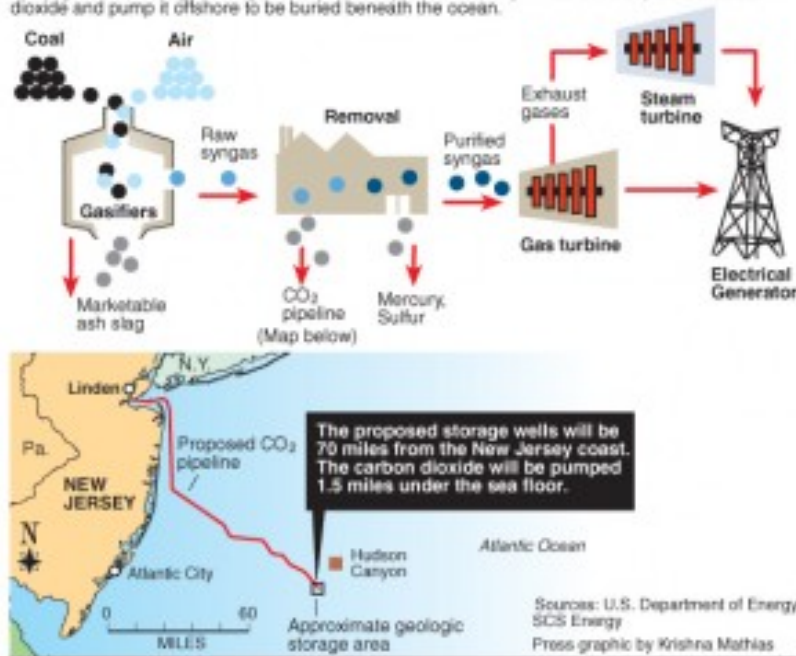 dioxide and pump it offshore to be buried beneath the ocean.
Coal
Air
Raw
syngas
Gasifiers
Marketable
ash slag
Removal
CO₂
pipeline
(Map below)
Mercury,
Sulfur
Purified
syngas
Exhaust
gases
Gas turbine
Steam
turbine
Electrical
Generator
N.Y.
Linden
Pa.
NEW
JERSEY
Proposed CO₂
pipeline
The proposed storage wells will be
70 miles from the New Jersey coast.
The carbon dioxide will be pumped
1.5 miles under the sea floor.
N
Atlantic City
Hudson
Canyon
Atlantic Ocean
0 60
MILES
Approximate geologic
storage area
Sources: U.S. Department of Energy,
SCS Energy
Press graphic by Krishna Mathias